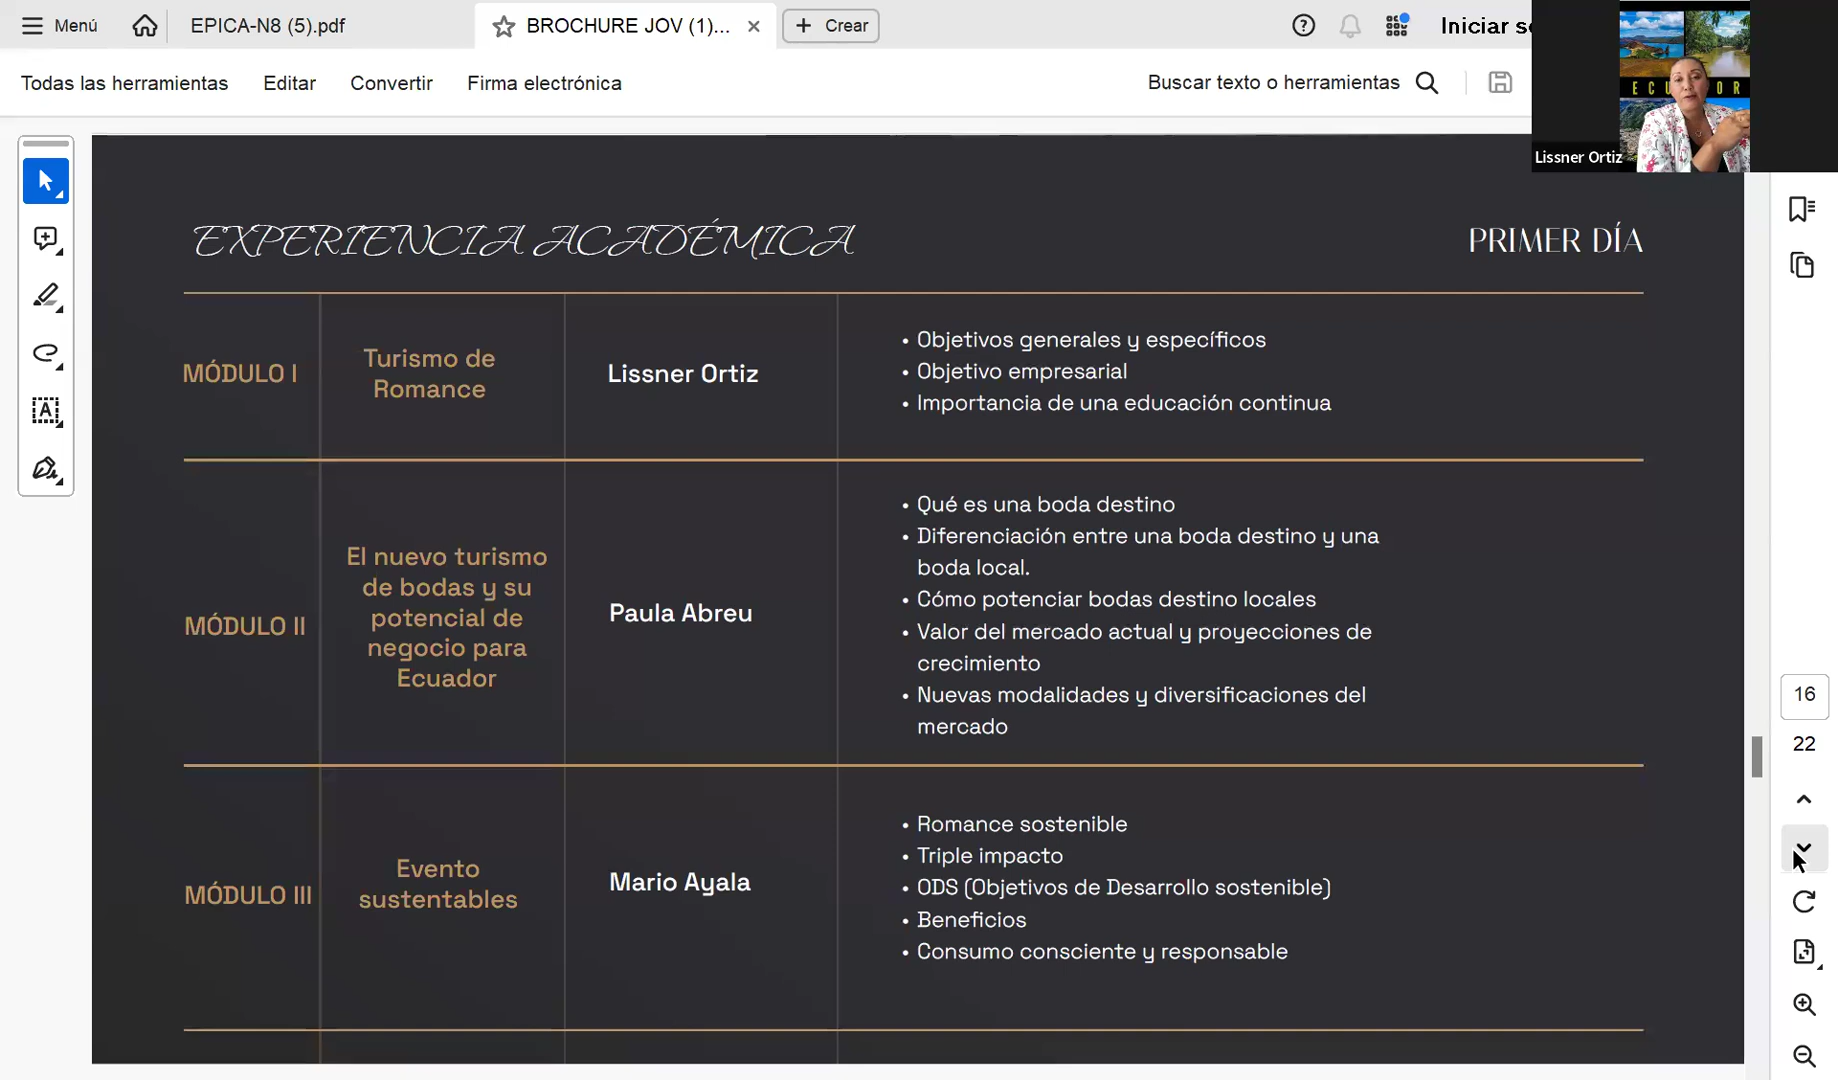 Menú
EPICA-N8 (5).pdf
BROCHURE JOV (1)...
Crear
Iniciar se
Todas las herramientas
Editar
Convertir
Firma electrónica
Buscar texto o herramientas
ECU OR
Lissner Ortiz
EXPERIENCIA ACADÉMICA
PRIMER DÍA
MÓDULO I
Turismo de
Romance
Lissner Ortiz
• Objetivos generales y específicos
• Objetivo empresarial
• Importancia de una educación continua
MÓDULO II
El nuevo turismo
de bodas y su
potencial de
negocio para
Ecuador
Paula Abreu
• Qué es una boda destino
• Diferenciación entre una boda destino y una
boda local.
• Cómo potenciar bodas destino locales
• Valor del mercado actual y proyecciones de
crecimiento
• Nuevas modalidades y diversificaciones del
mercado
MÓDULO III
Evento
sustentables
Mario Ayala
• Romance sostenible
• Triple impacto
• ODS (Objetivos de Desarrollo sostenible)
• Beneficios
• Consumo consciente y responsable
16
22